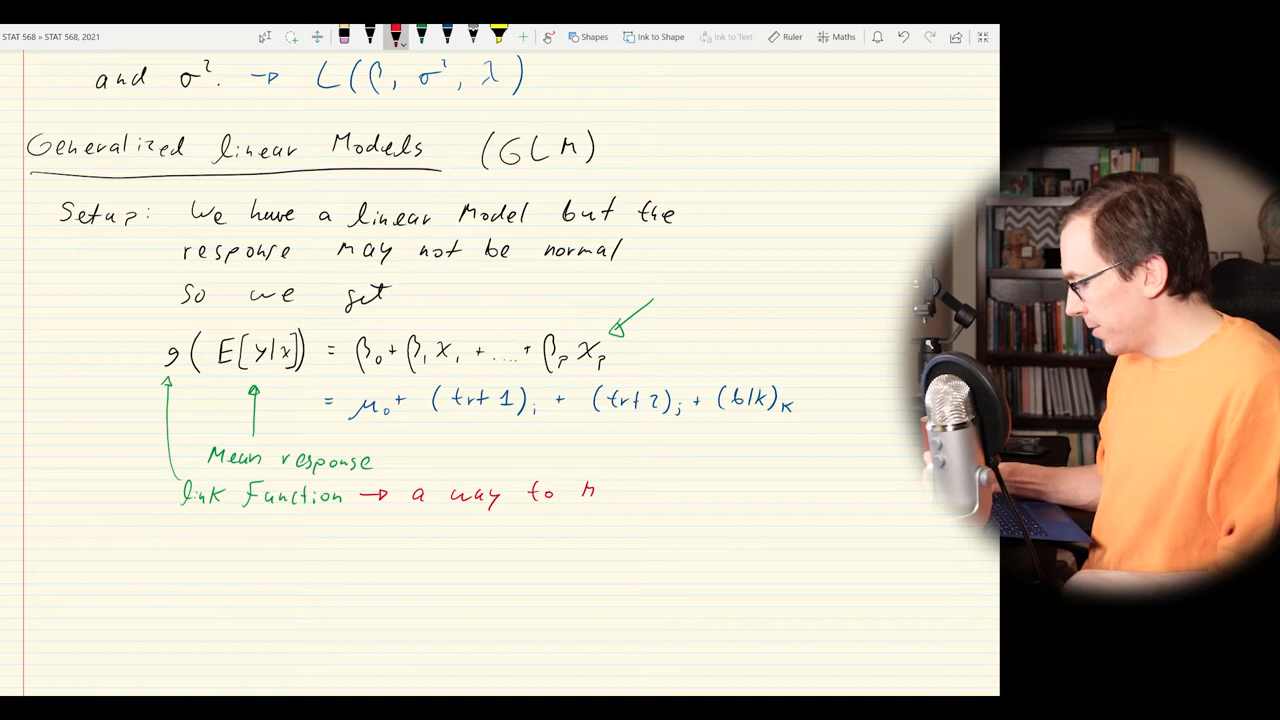 STAT 568 » STAT 568, 2021
Shapes Ink to Shape Ink to Text Ruler Maths
and σ². → L(β, σ², λ)
Generalized linear Models (GLM)
Setup: We have a linear Model but the
response may not be normal
so we get
g(E[y|x]) = β₀ + β₁x₁ + .... + βₚxₚ
= μ₀ + (trt 1)ᵢ + (trt 2)ⱼ + (blk)ₖ
Mean response
link Function → a way to M